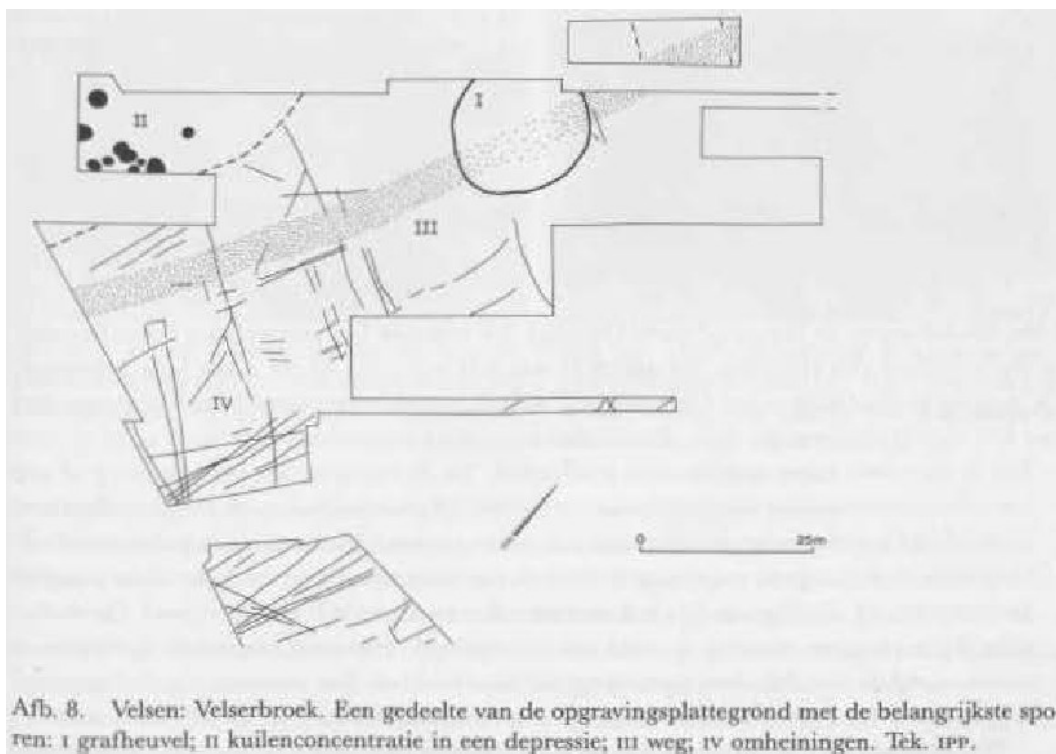 I
II
III
IV
0 25m
Afb. 8. Velsen: Velserbroek. Een gedeelte van de opgravingsplattegrond met de belangrijkste spo-
ren: I grafheuvel; II kuilenconcentratie in een depressie; III weg; IV omheiningen. Tek. IPP.